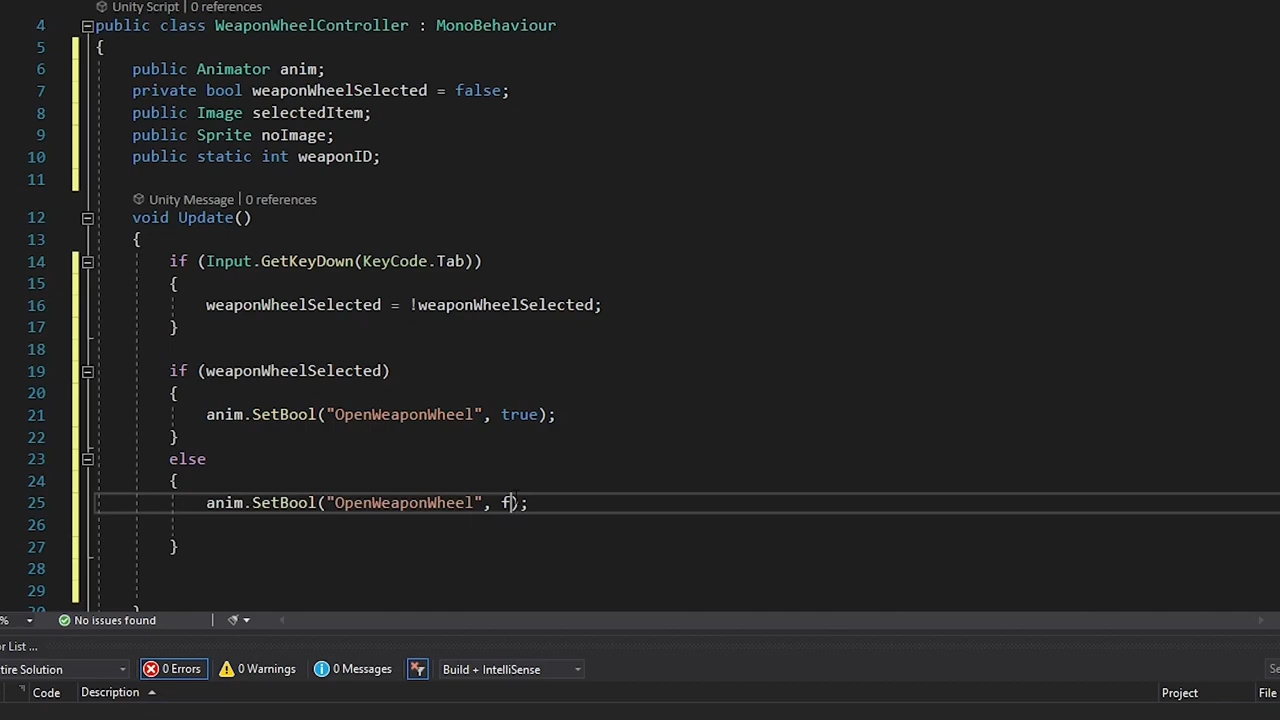 Unity Script | 0 references
4 public class WeaponWheelController : MonoBehaviour
5 {
6 public Animator anim;
7 private bool weaponWheelSelected = false;
8 public Image selectedItem;
9 public Sprite noImage;
10 public static int weaponID;
11
Unity Message | 0 references
12 void Update()
13 {
14 if (Input.GetKeyDown(KeyCode.Tab))
15 {
16 weaponWheelSelected = !weaponWheelSelected;
17 }
18
19 if (weaponWheelSelected)
20 {
21 anim.SetBool("OpenWeaponWheel", true);
22 }
23 else
24 {
25 anim.SetBool("OpenWeaponWheel", f);
26
27 }
28
29
30 }
% No issues found
or List ...
tire Solution 0 Errors 0 Warnings 0 Messages Build + IntelliSense Se
Code Description Project File